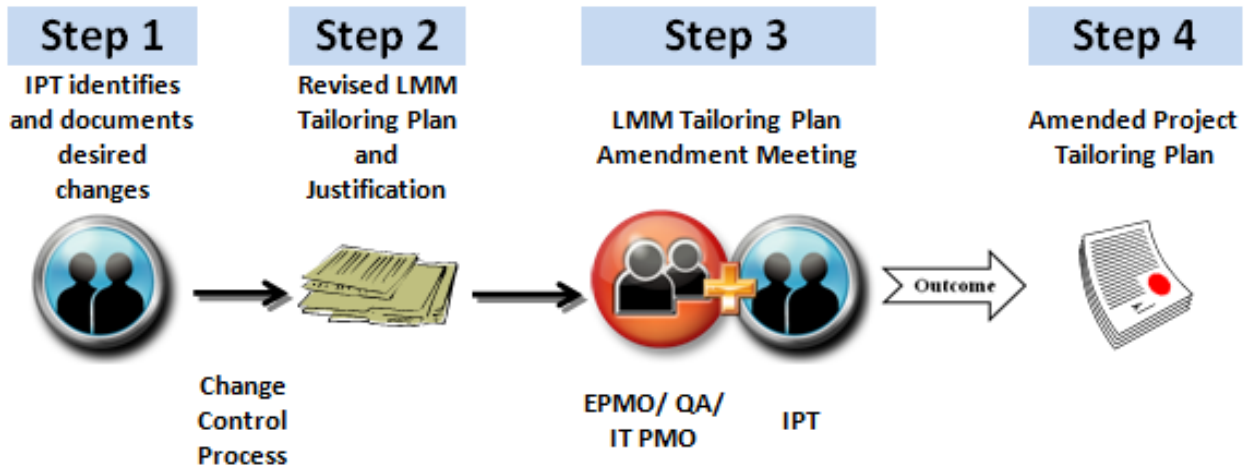 Step 1
IPT identifies
and documents
desired
changes
Step 2
Revised LMM
Tailoring Plan
and
Justification
Step 3
LMM Tailoring Plan
Amendment Meeting
Step 4
Amended Project
Tailoring Plan
Outcome
Change
Control
Process
EPMO/ QA/
IT PMO
IPT